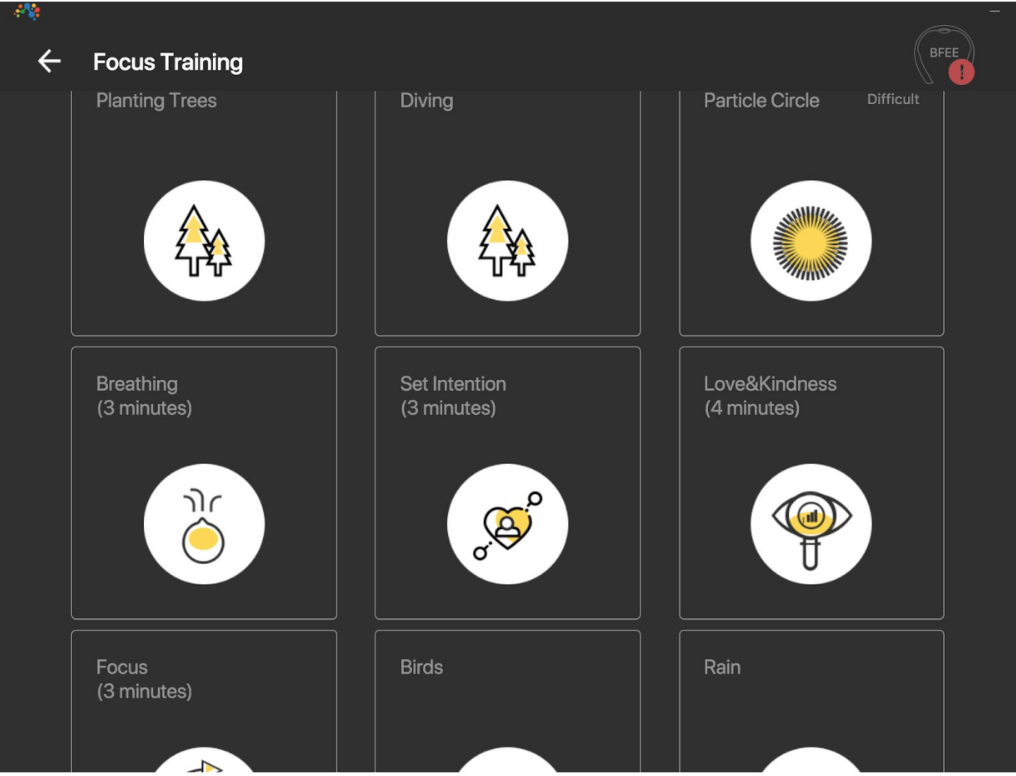 Focus Training
BFEE
!
Planting Trees
Diving
Particle Circle
Difficult
Breathing
(3 minutes)
Set Intention
(3 minutes)
Love&Kindness
(4 minutes)
Focus
(3 minutes)
Birds
Rain